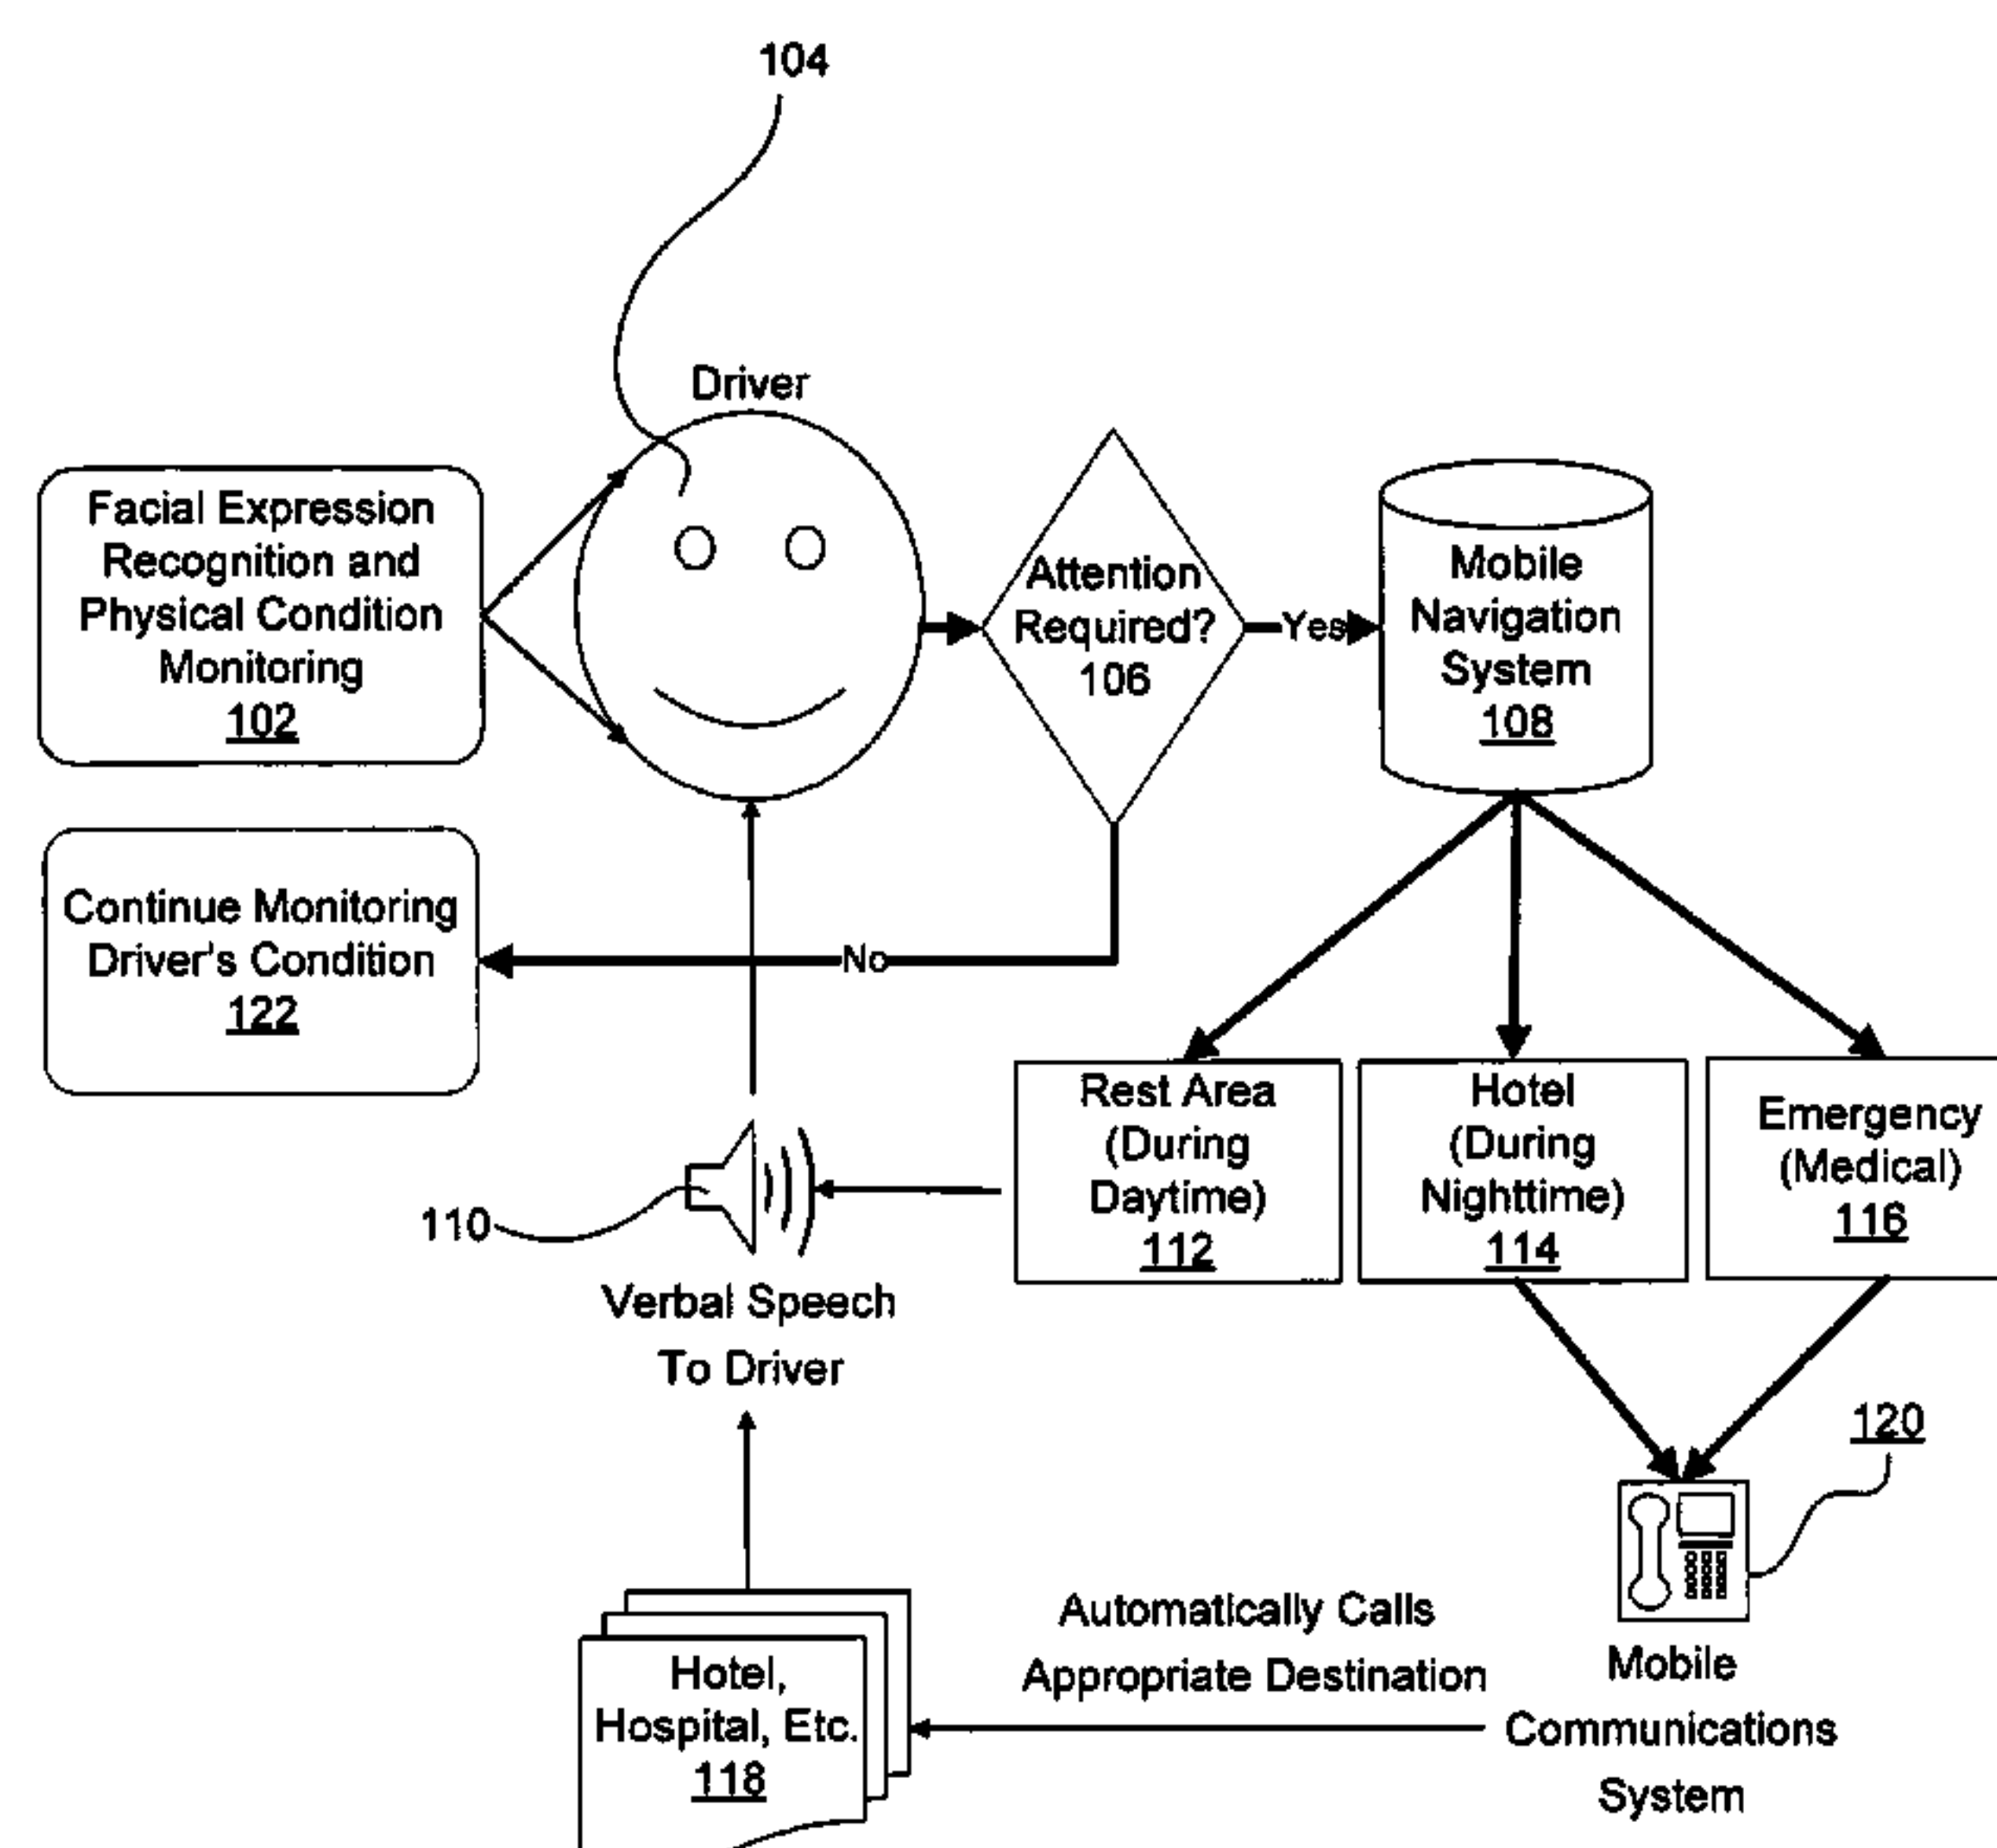 104
Driver
Facial Expression
Recognition and
Physical Condition
Monitoring
102
Attention
Required?
106
Yes
Mobile
Navigation
System
108
Continue Monitoring
Driver's Condition
122
No
Rest Area
(During
Daytime)
112
Hotel
(During
Nighttime)
114
Emergency
(Medical)
116
110
Verbal Speech
To Driver
120
Mobile
Communications
System
Automatically Calls
Appropriate Destination
Hotel,
Hospital, Etc.
118